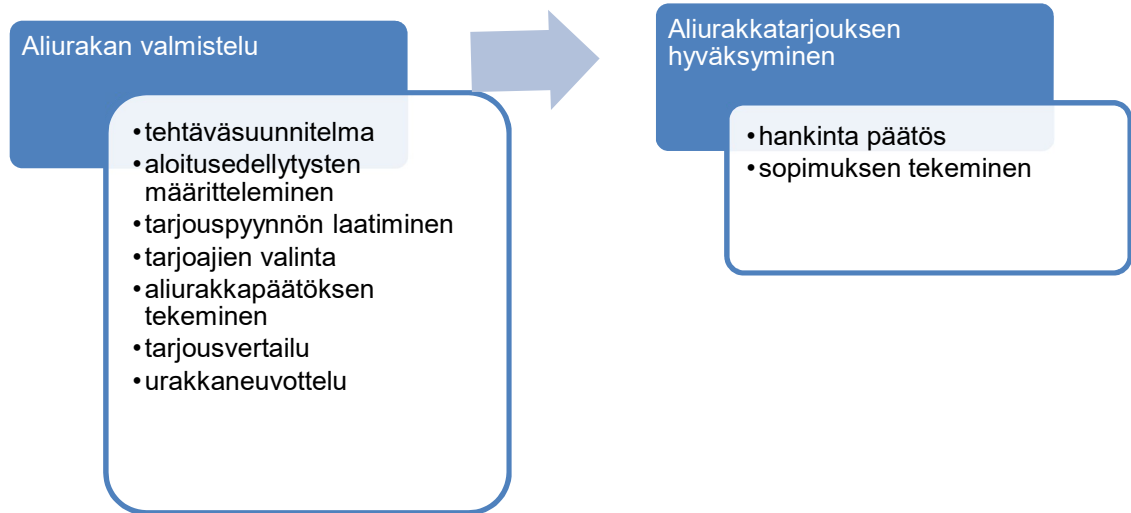 Aliurakan valmistelu
•tehtäväsuunnitelma
•aloitusedellytysten
määritteleminen
•tarjouspyynnön laatiminen
•tarjoajien valinta
•aliurakkapäätöksen
tekeminen
•tarjousvertailu
•urakkaneuvottelu
Aliurakkatarjouksen
hyväksyminen
•hankinta päätös
•sopimuksen tekeminen